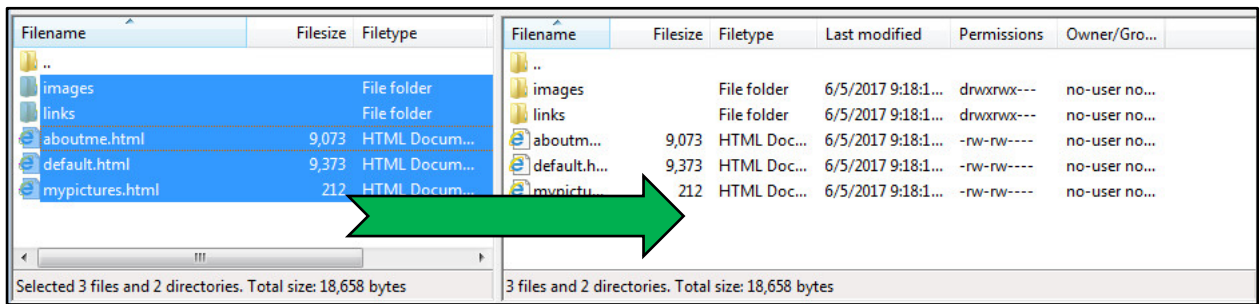 Filename Filesize Filetype
..
images File folder
links File folder
aboutme.html 9,073 HTML Docum...
default.html 9,373 HTML Docum...
mypictures.html 212 HTML Docum...
Selected 3 files and 2 directories. Total size: 18,658 bytes
Filename Filesize Filetype Last modified Permissions Owner/Gro...
..
images File folder 6/5/2017 9:18:1... drwxrwx--- no-user no...
links File folder 6/5/2017 9:18:1... drwxrwx--- no-user no...
aboutm... 9,073 HTML Doc... 6/5/2017 9:18:1... -rw-rw---- no-user no...
default.h... 9,373 HTML Doc... 6/5/2017 9:18:1... -rw-rw---- no-user no...
mypictu... 212 HTML Doc... 6/5/2017 9:18:1... -rw-rw---- no-user no...
3 files and 2 directories. Total size: 18,658 bytes